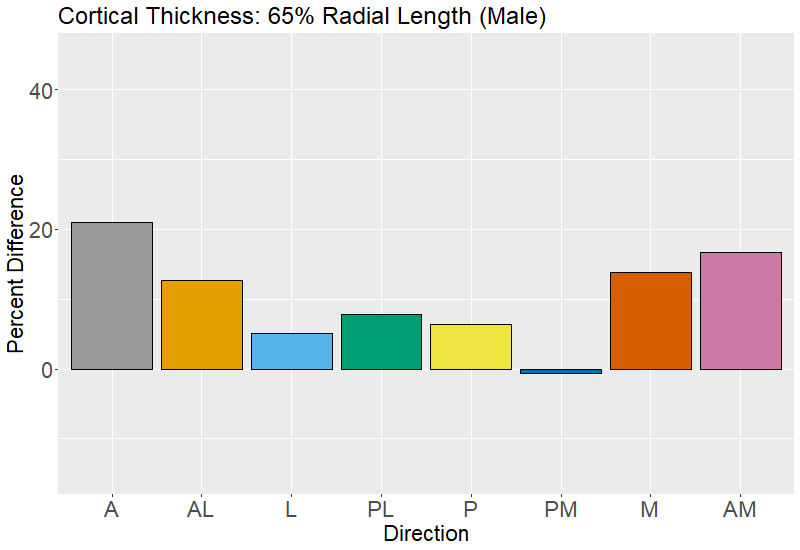 Cortical Thickness: 65% Radial Length (Male)
Percent Difference
40
20
0
A AL L PL P PM M AM
Direction